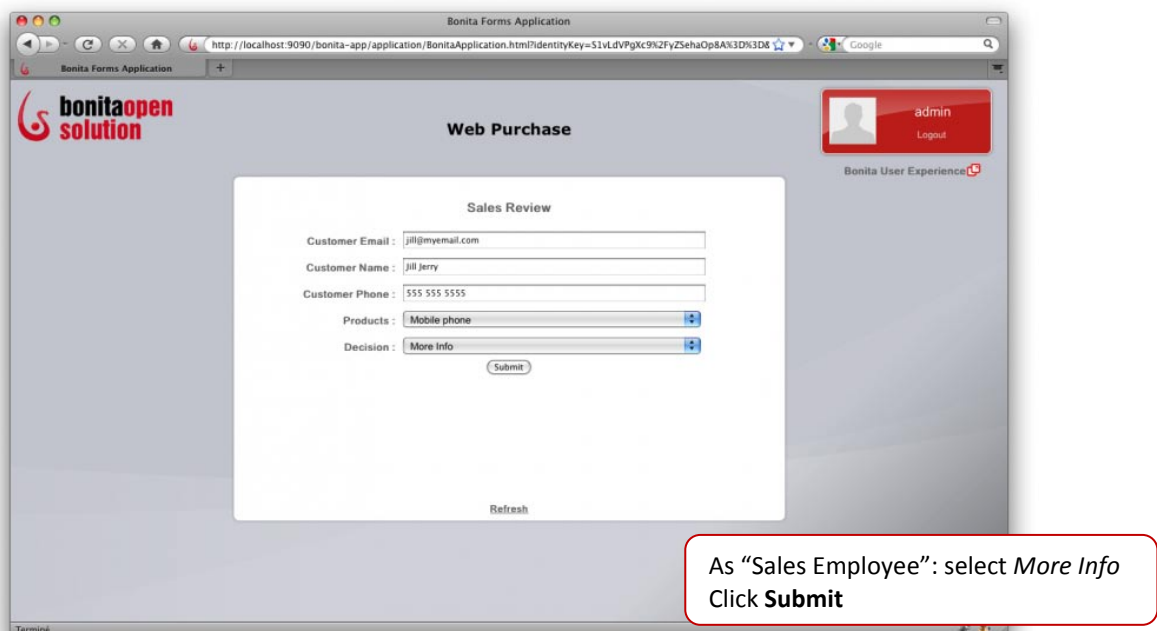 Bonita Forms Application
http://localhost:9090/bonita-app/application/BonitaApplication.html?identityKey=S1vLdVPgXc9%2FyZSehaOp8A%3D%3D&
Google
Bonita Forms Application
+
bonitaopen
solution
Web Purchase
admin
Logout
Bonita User Experience
Sales Review
Customer Email : jill@myemail.com
Customer Name : Jill Jerry
Customer Phone : 555 555 5555
Products : Mobile phone
Decision : More Info
Submit
Refresh
As “Sales Employee”: select More Info
Click Submit
Terminé